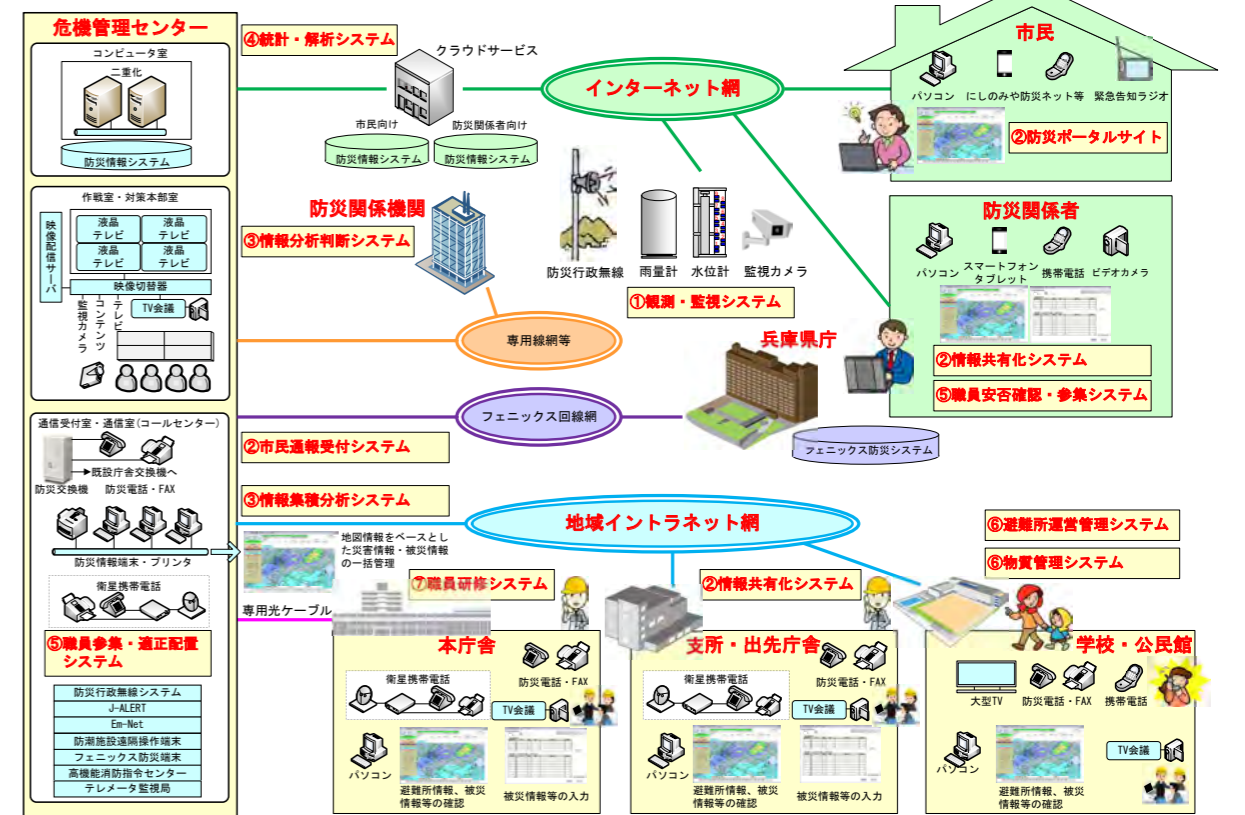 危機管理センター
コンピュータ室
二重化
防災情報システム
作戦室・対策本部室
映像配信サーバ
液晶
テレビ
液晶
テレビ
液晶
テレビ
液晶
テレビ
映像切替器
監視カメラ
コンテンツ
テレビ
TV会議
通信受付室・通信室(コールセンター)
既設庁舎交換機へ
防災交換機
防災電話・FAX
防災情報端末・プリンタ
衛星携帯電話
⑤職員参集・適正配置
システム
防災行政無線システム
J-ALERT
Em-Net
防潮施設遠隔操作端末
フェニックス防災端末
高機能消防指令センター
テレメータ監視局
④統計・解析システム
クラウドサービス
市民向け
防災情報システム
防災関係者向け
防災情報システム
インターネット網
防災関係機関
③情報分析判断システム
防災行政無線
雨量計
水位計
監視カメラ
①観測・監視システム
専用線網等
兵庫県庁
フェニックス回線網
フェニックス防災システム
②市民通報受付システム
③情報集積分析システム
地域イントラネット網
地図情報をベースとし
た災害情報・被災情報
の一括管理
専用光ケーブル
⑦職員研修システム
②情報共有化システム
⑥避難所運営管理システム
⑥物質管理システム
市民
パソコン
にしのみや防災ネット等
緊急告知ラジオ
②防災ポータルサイト
防災関係者
パソコン
スマートフォン
タブレット
携帯電話
ビデオカメラ
②情報共有化システム
⑤職員安否確認・参集システム
本庁舎
衛星携帯電話
防災電話・FAX
TV会議
パソコン
避難所情報、被災
情報等の確認
被災情報等の入力
支所・出先庁舎
衛星携帯電話
防災電話・FAX
TV会議
パソコン
避難所情報、被災
情報等の確認
被災情報等の入力
学校・公民館
大型TV
防災電話・FAX
携帯電話
TV会議
パソコン
避難所情報、被災
情報等の確認